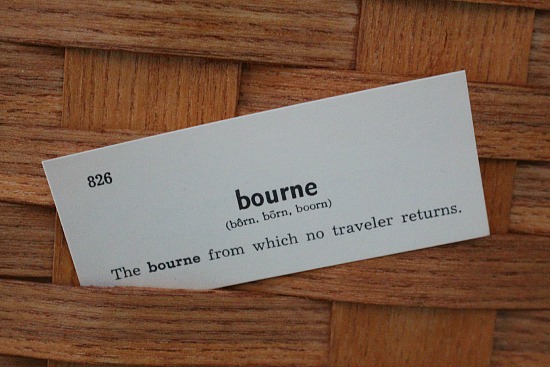 826
bourne
(bôrn, bōrn, boorn)
The bourne from which no traveler returns.